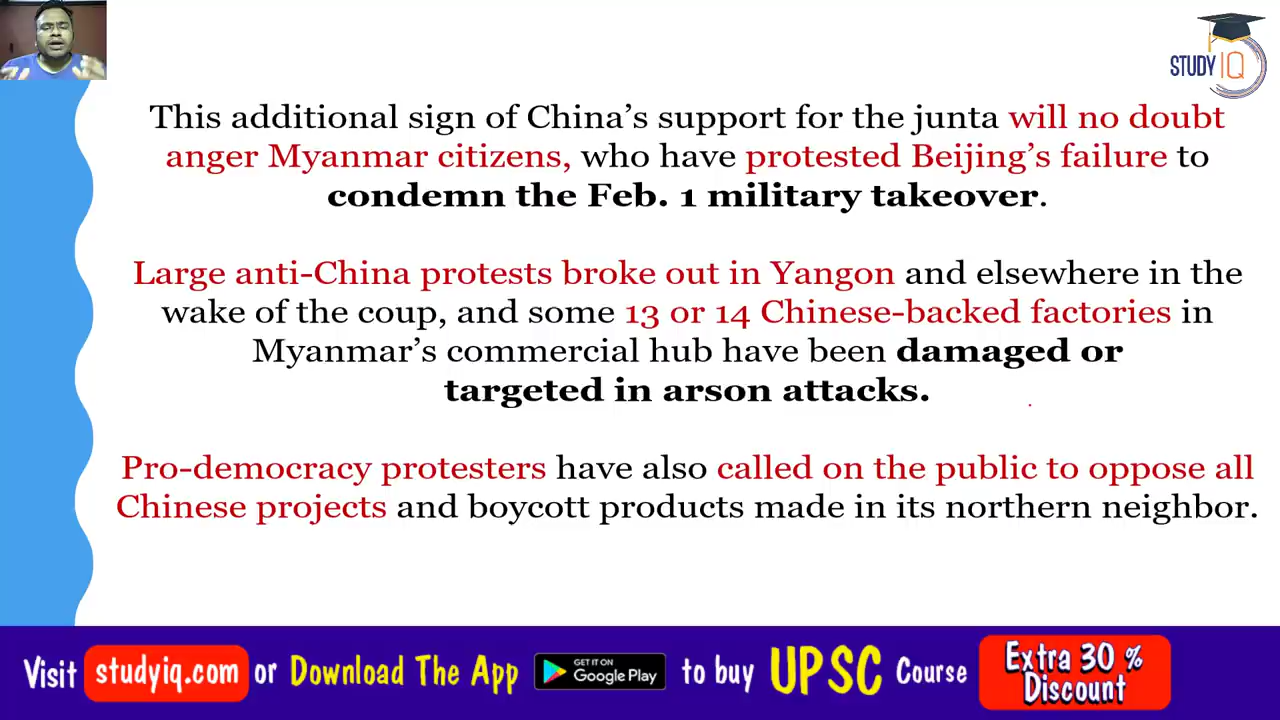 STUDY IQ
This additional sign of China’s support for the junta will no doubt
anger Myanmar citizens, who have protested Beijing’s failure to
condemn the Feb. 1 military takeover.
Large anti-China protests broke out in Yangon and elsewhere in the
wake of the coup, and some 13 or 14 Chinese-backed factories in
Myanmar’s commercial hub have been damaged or
targeted in arson attacks.
Pro-democracy protesters have also called on the public to oppose all
Chinese projects and boycott products made in its northern neighbor.
Visit studyiq.com or Download The App GET IT ON Google Play to buy UPSC Course Extra 30 % Discount